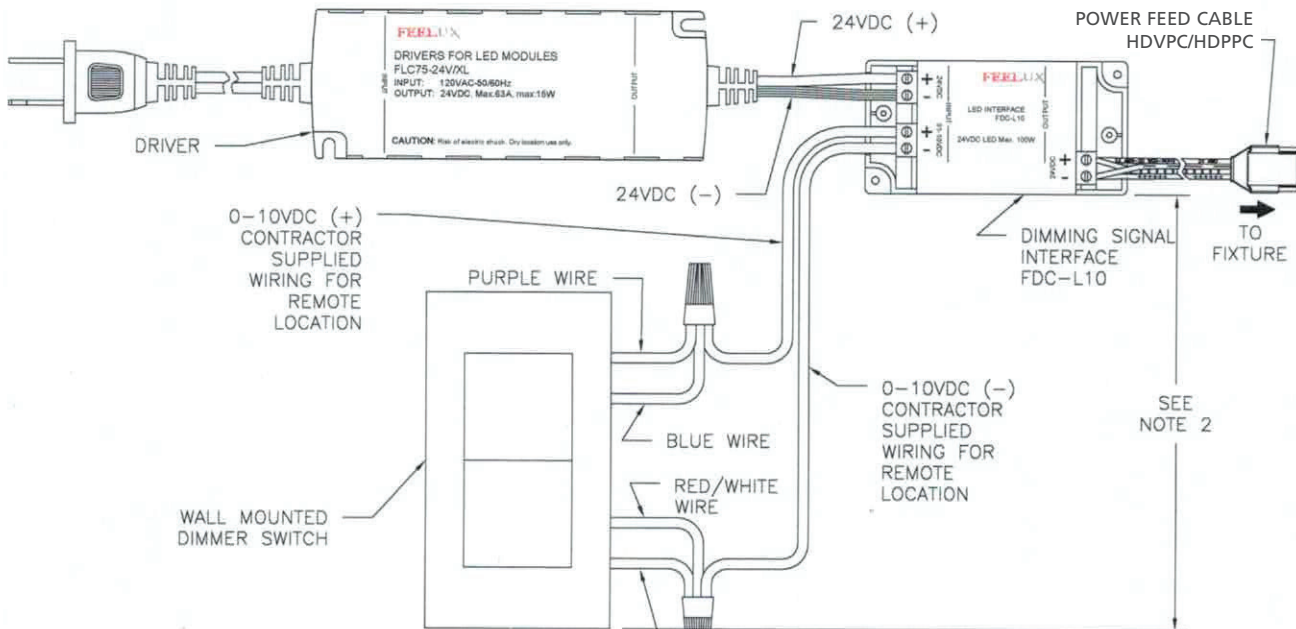 FEELUX
DRIVERS FOR LED MODULES
FLC75-24V/XL
INPUT: 120VAC-50/60Hz
OUTPUT: 24VDC, Max:63A, max:15W
INPUT
OUTPUT
CAUTION: Risk of electric shock. Dry location use only.
DRIVER
24VDC (+)
24VDC (-)
POWER FEED CABLE
HDVPC/HDPPC
FEELUX
LED INTERFACE
FDC-L10
24VDC LED Max. 100W
24VDC
+
-
INPUT
+
-
OUTPUT
24VDC
+
-
TO
FIXTURE
DIMMING SIGNAL
INTERFACE
FDC-L10
0-10VDC (+)
CONTRACTOR
SUPPLIED
WIRING FOR
REMOTE
LOCATION
PURPLE WIRE
BLUE WIRE
RED/WHITE
WIRE
0-10VDC (-)
CONTRACTOR
SUPPLIED
WIRING FOR
REMOTE
LOCATION
SEE
NOTE 2
WALL MOUNTED
DIMMER SWITCH